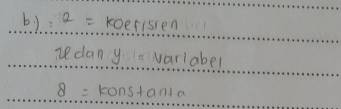 b). 2 = koefisien
x dan y = Variabel
8 = konstanta